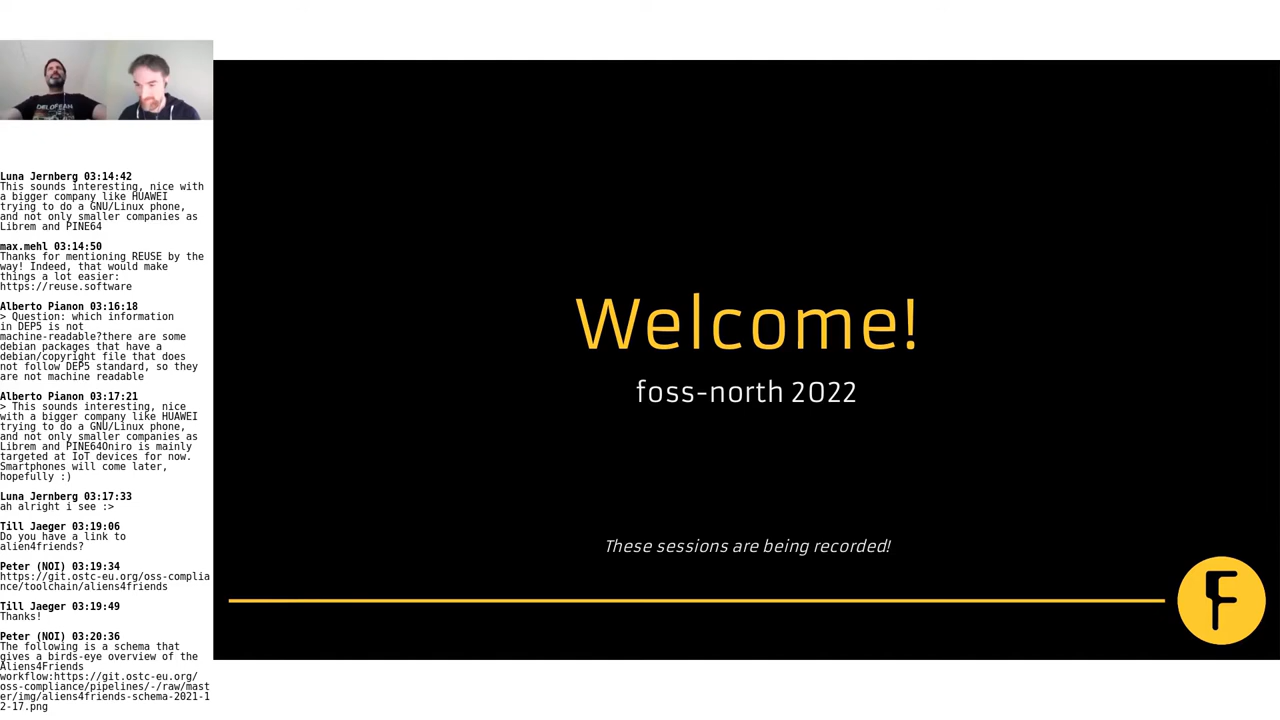 DELOREAN
Luna Jernberg 03:14:42
This sounds interesting, nice with
a bigger company like HUAWEI
trying to do a GNU/Linux phone,
and not only smaller companies as
Librem and PINE64
max.mehl 03:14:50
Thanks for mentioning REUSE by the
way! Indeed, that would make
things a lot easier:
https://reuse.software
Alberto Pianon 03:16:18
> Question: which information
in DEP5 is not
machine-readable?there are some
debian packages that have a
debian/copyright file that does
not follow DEP5 standard, so they
are not machine readable
Alberto Pianon 03:17:21
> This sounds interesting, nice
with a bigger company like HUAWEI
trying to do a GNU/Linux phone,
and not only smaller companies as
Librem and PINE64Oniro is mainly
targeted at IoT devices for now.
Smartphones will come later,
hopefully :)
Luna Jernberg 03:17:33
ah alright i see :>
Till Jaeger 03:19:06
Do you have a link to
alien4friends?
Peter (NOI) 03:19:34
https://git.ostc-eu.org/oss-complia
nce/toolchain/aliens4friends
Till Jaeger 03:19:49
Thanks!
Peter (NOI) 03:20:36
The following is a schema that
gives a birds-eye overview of the
Aliens4Friends
workflow:https://git.ostc-eu.org/
oss-compliance/pipelines/-/raw/mast
er/img/aliens4friends-schema-2021-1
2-17.png
Welcome!
foss-north 2022
These sessions are being recorded!
F